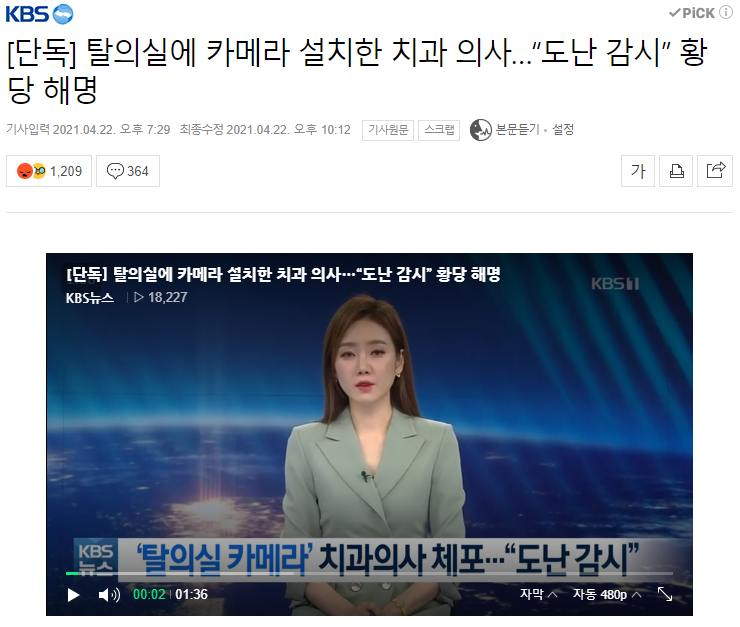 KBS
PiCK
[단독] 탈의실에 카메라 설치한 치과 의사…“도난 감시” 황
당 해명
기사입력 2021.04.22. 오후 7:29 최종수정 2021.04.22. 오후 10:12 기사원문 스크랩 본문듣기 · 설정
1,209 364 가
[단독] 탈의실에 카메라 설치한 치과 의사…“도난 감시” 황당 해명
KBS뉴스 18,227
KBS 1
KBS 뉴스
‘탈의실 카메라’ 치과의사 체포…“도난 감시”
00:02 01:36 자막 자동 480p